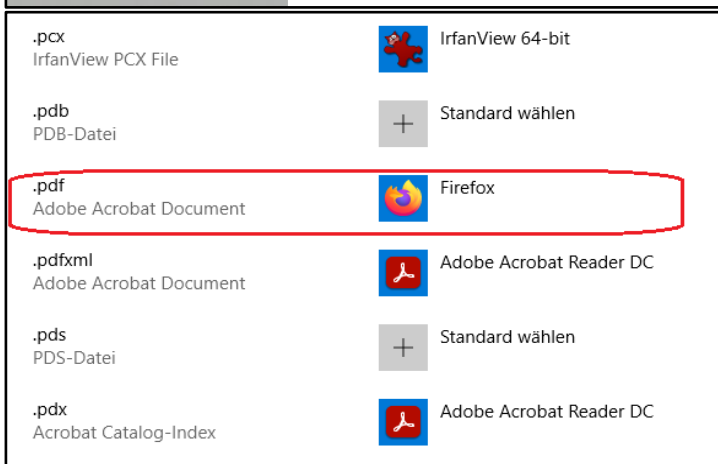 .pcx
IrfanView PCX File
IrfanView 64-bit
.pdb
PDB-Datei
Standard wählen
.pdf
Adobe Acrobat Document
Firefox
.pdfxml
Adobe Acrobat Document
Adobe Acrobat Reader DC
.pds
PDS-Datei
Standard wählen
.pdx
Acrobat Catalog-Index
Adobe Acrobat Reader DC